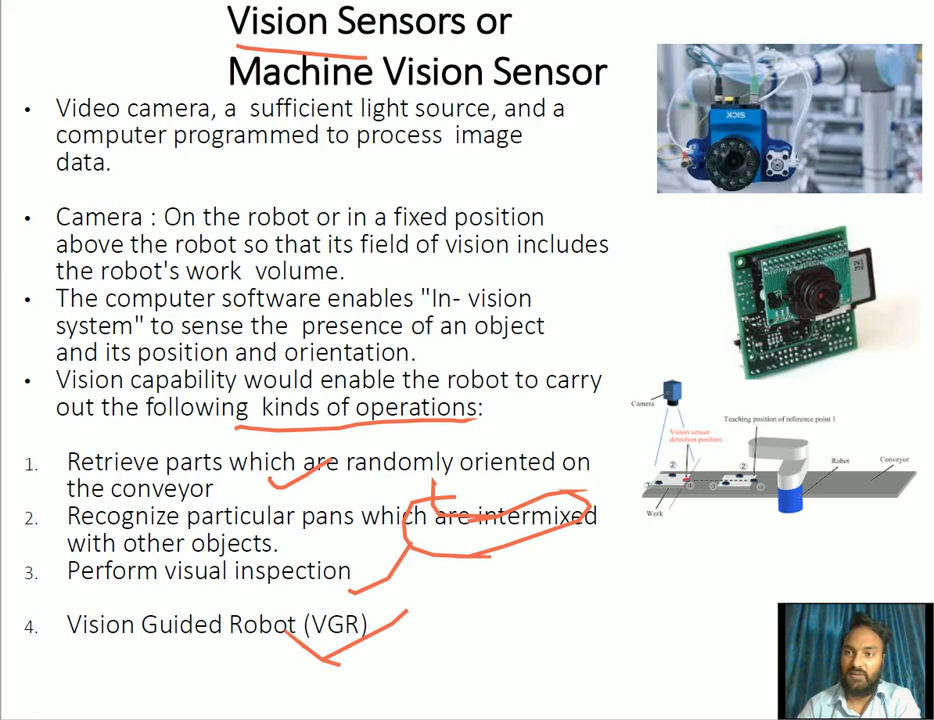 Vision Sensors or
Machine Vision Sensor
• Video camera, a sufficient light source, and a
computer programmed to process image
data.
• Camera : On the robot or in a fixed position
above the robot so that its field of vision includes
the robot's work volume.
• The computer software enables "In- vision
system" to sense the presence of an object
and its position and orientation.
• Vision capability would enable the robot to carry
out the following kinds of operations:
1. Retrieve parts which are randomly oriented on
the conveyor
2. Recognize particular pans which are intermixed
with other objects.
3. Perform visual inspection
4. Vision Guided Robot (VGR)
SICK
32
Camera
Teaching position of reference point 1
Vision sensor
detection position
Robot
Conveyor
②
②
③
④
Work